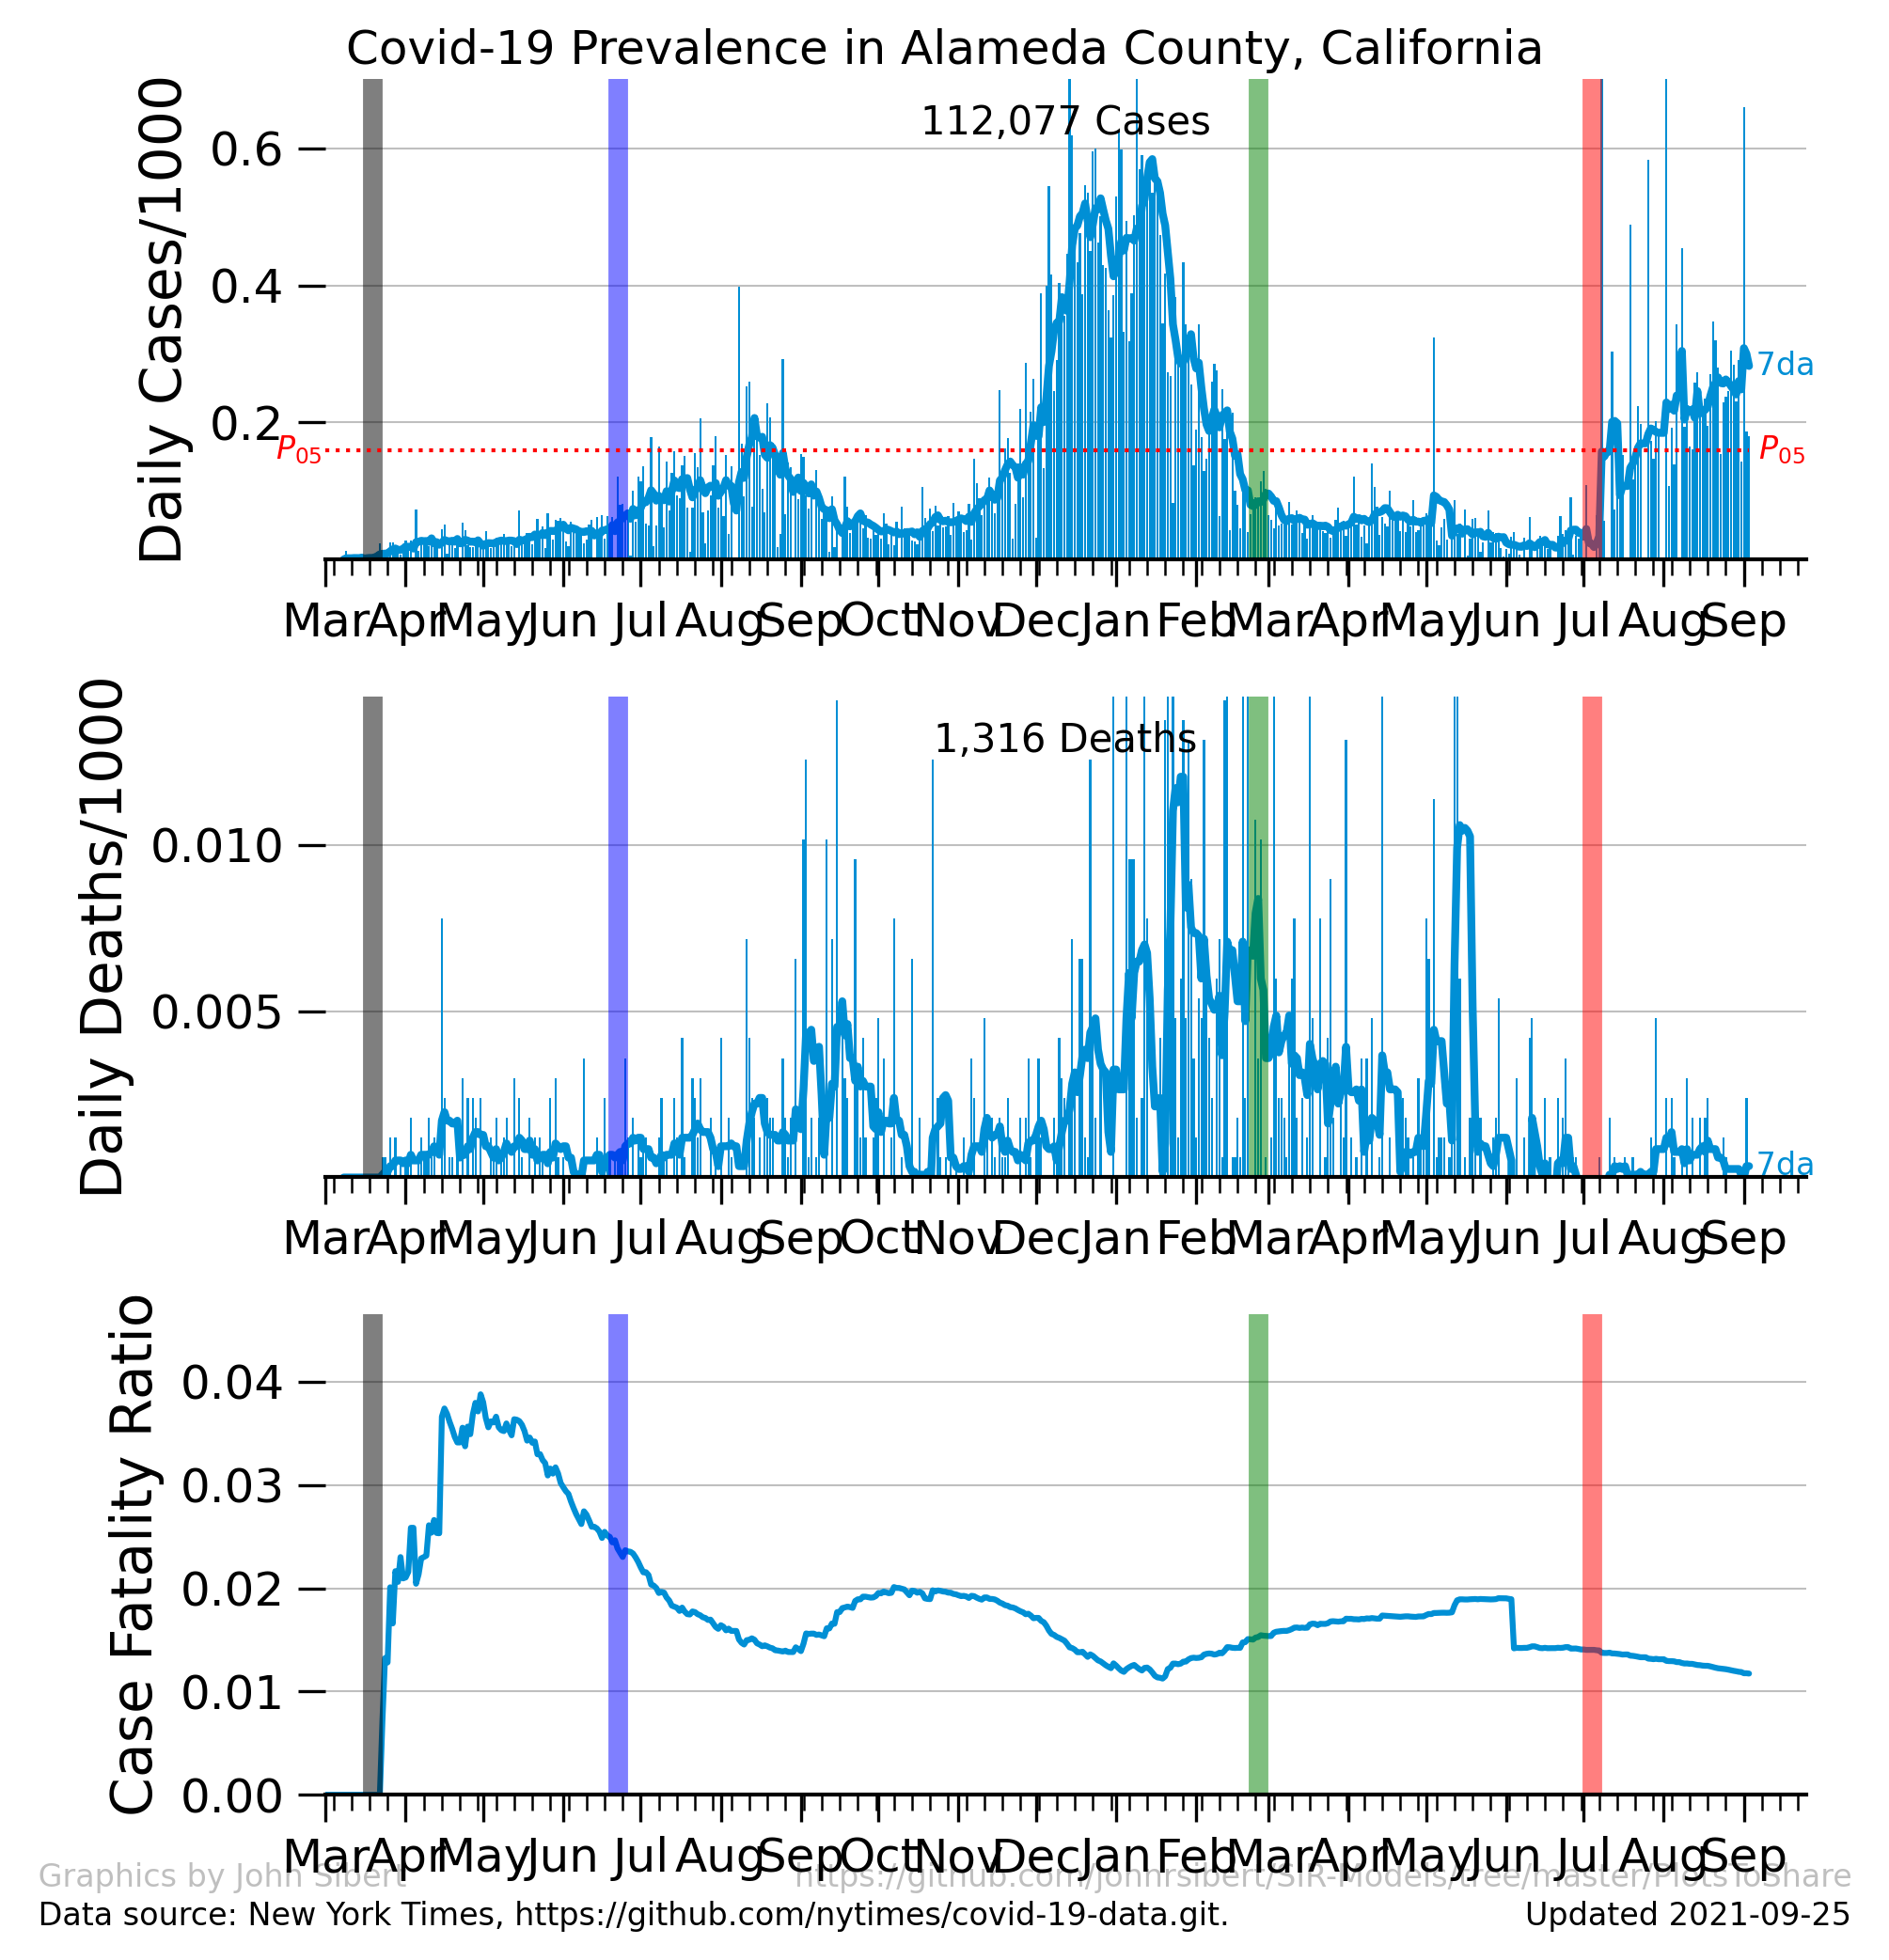 Covid-19 Prevalence in Alameda County, California
Daily Cases/1000
112,077 Cases
0.6
0.4
0.2
P05
P05
7da
Mar Apr May Jun Jul Aug Sep Oct Nov Dec Jan Feb Mar Apr May Jun Jul Aug Sep
Daily Deaths/1000
1,316 Deaths
0.010
0.005
7da
Mar Apr May Jun Jul Aug Sep Oct Nov Dec Jan Feb Mar Apr May Jun Jul Aug Sep
Case Fatality Ratio
0.04
0.03
0.02
0.01
0.00
Mar Apr May Jun Jul Aug Sep Oct Nov Dec Jan Feb Mar Apr May Jun Jul Aug Sep
Graphics by John Sibert
https://github.com/johnrsibert/SIR-Models/tree/master/PlotsToShare
Data source: New York Times, https://github.com/nytimes/covid-19-data.git.
Updated 2021-09-25